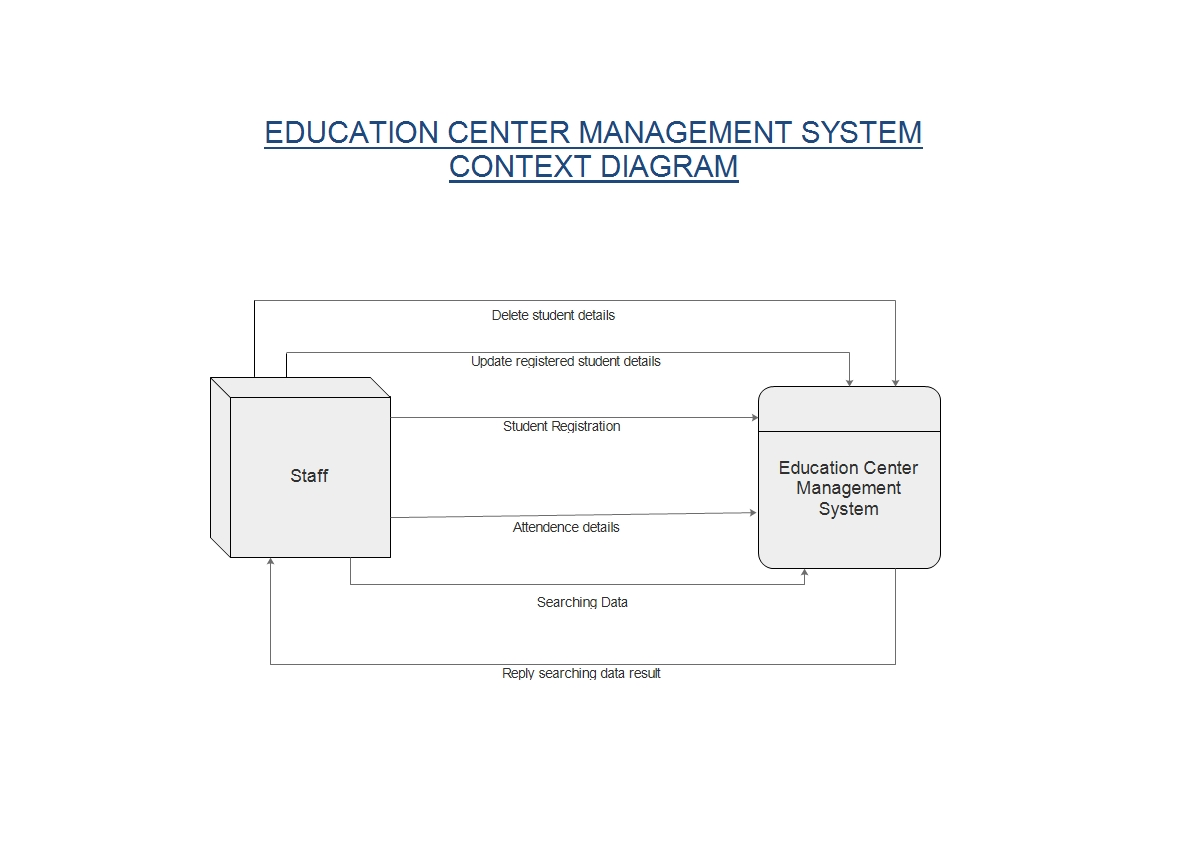 EDUCATION CENTER MANAGEMENT SYSTEM
CONTEXT DIAGRAM
Delete student details
Update registered student details
Student Registration
Staff
Education Center
Management
System
Attendence details
Searching Data
Reply searching data result